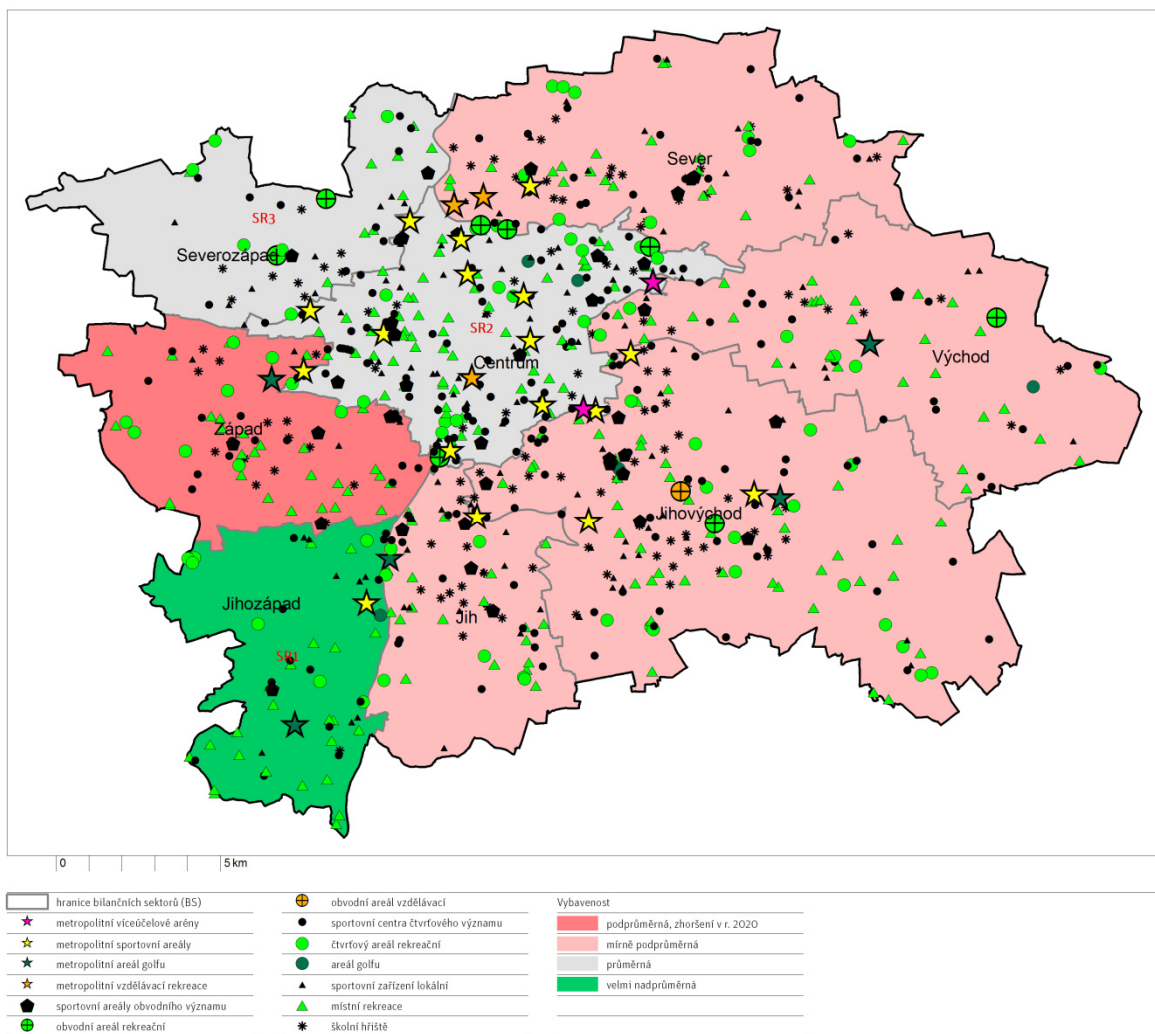 Sever
SR3
Severozápad
SR2
Centrum
Východ
Západ
Jihovýchod
Jihozápad
Jih
SR1
0 5 km
hranice bilančních sektorů (BS)
metropolitní víceúčelové arény
metropolitní sportovní areály
metropolitní areál golfu
metropolitní vzdělávací rekreace
sportovní areály obvodního významu
obvodní areál rekreační
obvodní areál vzdělávací
sportovní centra čtvrťového významu
čtvrťový areál rekreační
areál golfu
sportovní zařízení lokální
místní rekreace
školní hřiště
Vybavenost
podprůměrná, zhoršení v r. 2020
mírně podprůměrná
průměrná
velmi nadprůměrná